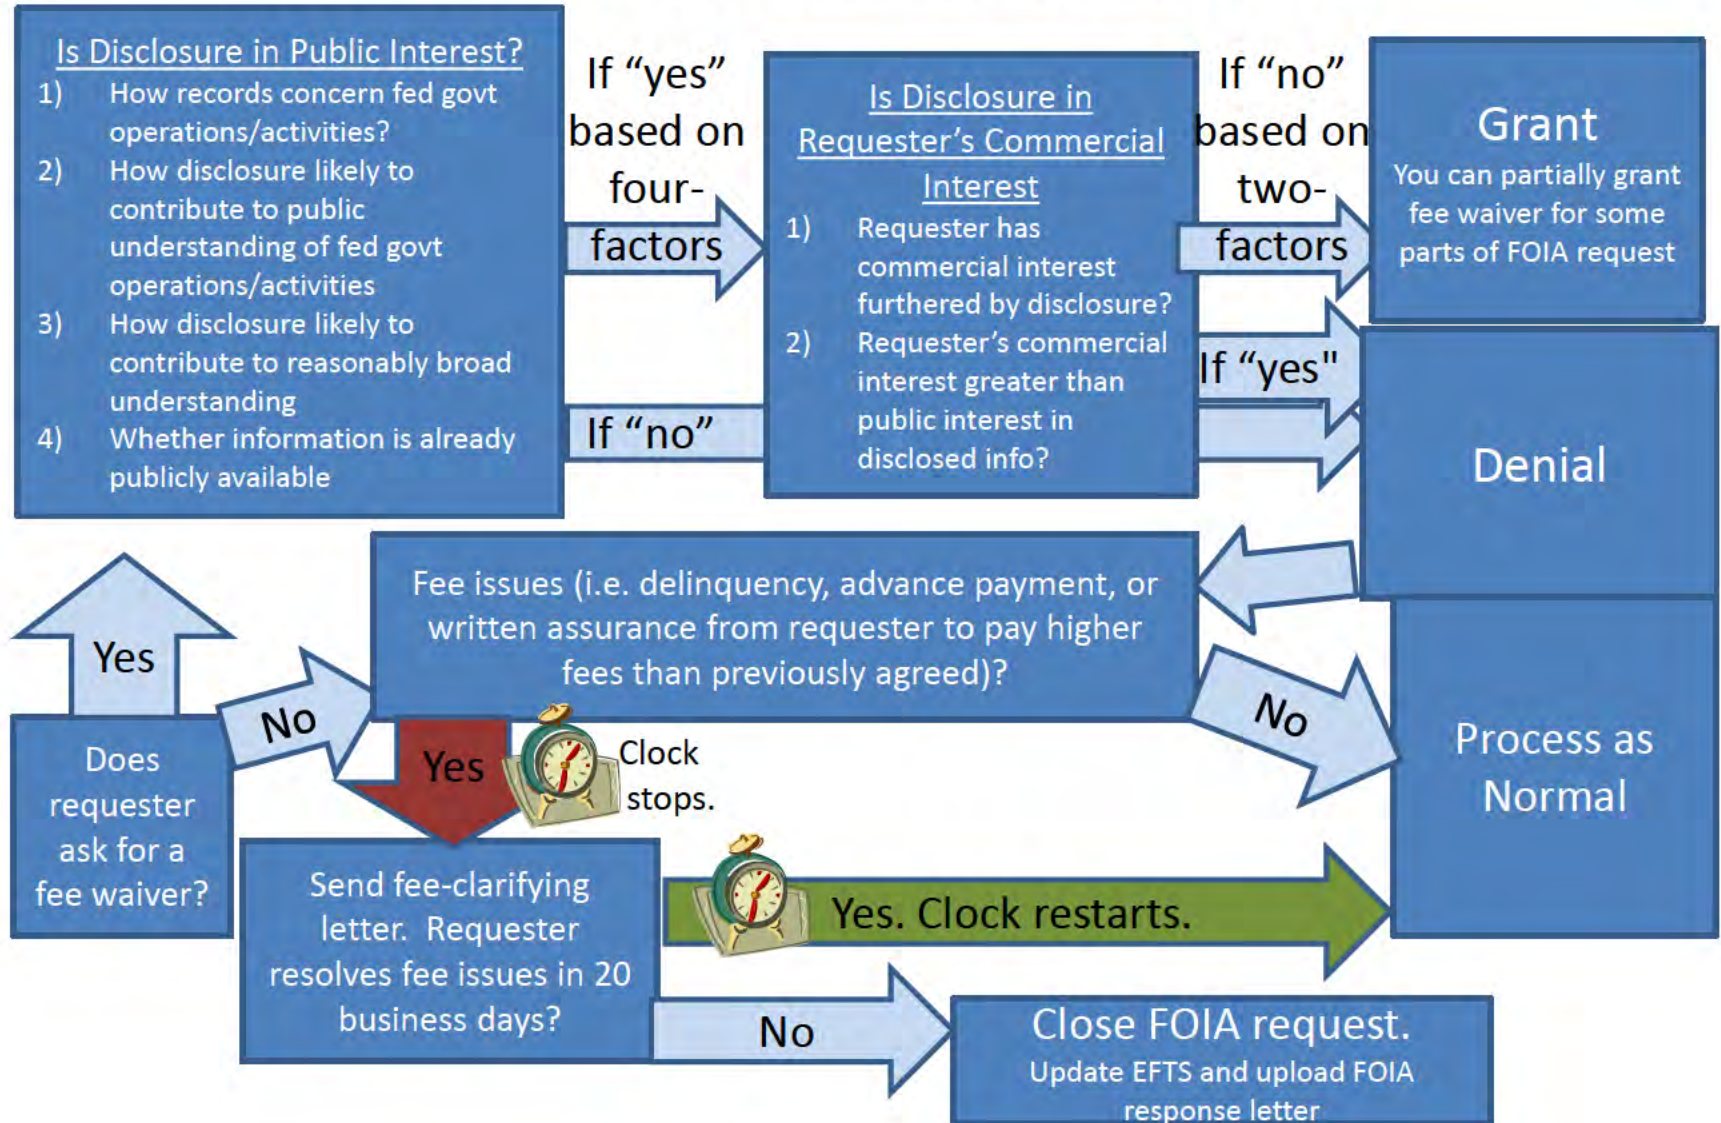 Is Disclosure in Public Interest?
1) How records concern fed govt
operations/activities?
2) How disclosure likely to
contribute to public
understanding of fed govt
operations/activities
3) How disclosure likely to
contribute to reasonably broad
understanding
4) Whether information is already
publicly available
If “yes”
based on
four-
factors
If “no”
Is Disclosure in
Requester’s Commercial
Interest
1) Requester has
commercial interest
furthered by disclosure?
2) Requester’s commercial
interest greater than
public interest in
disclosed info?
If “no”
based on
two-
factors
If “yes"
Grant
You can partially grant
fee waiver for some
parts of FOIA request
Denial
Fee issues (i.e. delinquency, advance payment, or
written assurance from requester to pay higher
fees than previously agreed)?
Yes
No
Does
requester
ask for a
fee waiver?
Yes
Clock
stops.
No
Process as
Normal
Send fee-clarifying
letter. Requester
resolves fee issues in 20
business days?
Yes. Clock restarts.
No
Close FOIA request.
Update EFTS and upload FOIA
response letter